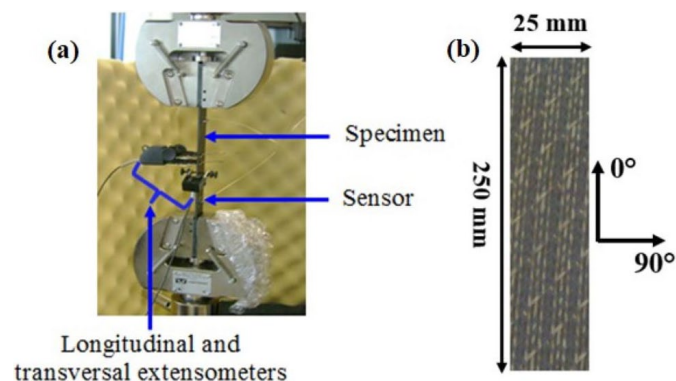 (a)
Specimen
Sensor
Longitudinal and
transversal extensometers
(b)
25 mm
250 mm
0°
90°